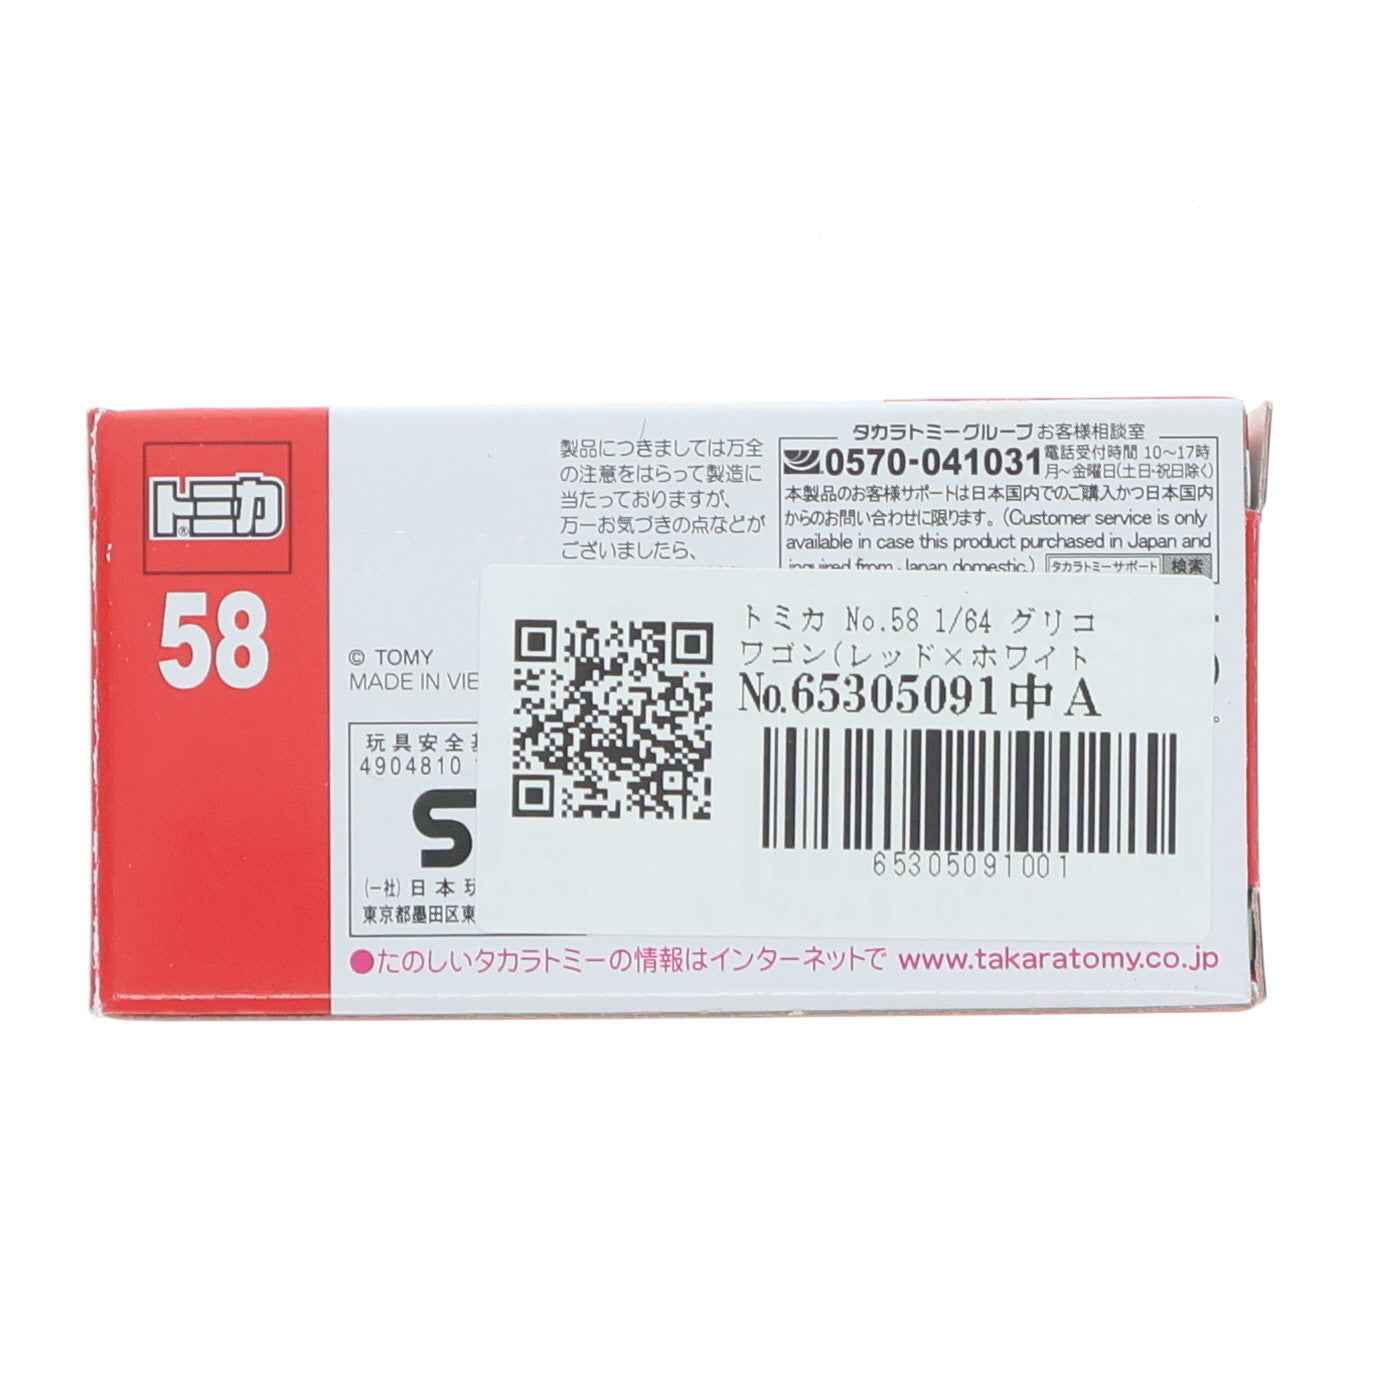 トミカ
58
製品につきましては万全
の注意をはらって製造に
当たっておりますが、
万一お気づきの点などが
ございましたら、
タカラトミーグループお客様相談室
0570-041031 電話受付時間 10〜17時
月〜金曜日(土日・祝日除く)
本製品のお客様サポートは日本国内でのご購入かつ日本国内
からのお問い合わせに限ります。(Customer service is only
available in case this product purchased in Japan and
inquired from Japan domestic.) タカラトミーサポート 検索
© TOMY
MADE IN VIE
玩具安全基
4904810
S
(一社)日本玩
東京都墨田区東
トミカ No.58 1/64 グリコ
ワゴン(レッド×ホワイト
No.65305091中A
65305091001
●たのしいタカラトミーの情報はインターネットで www.takaratomy.co.jp